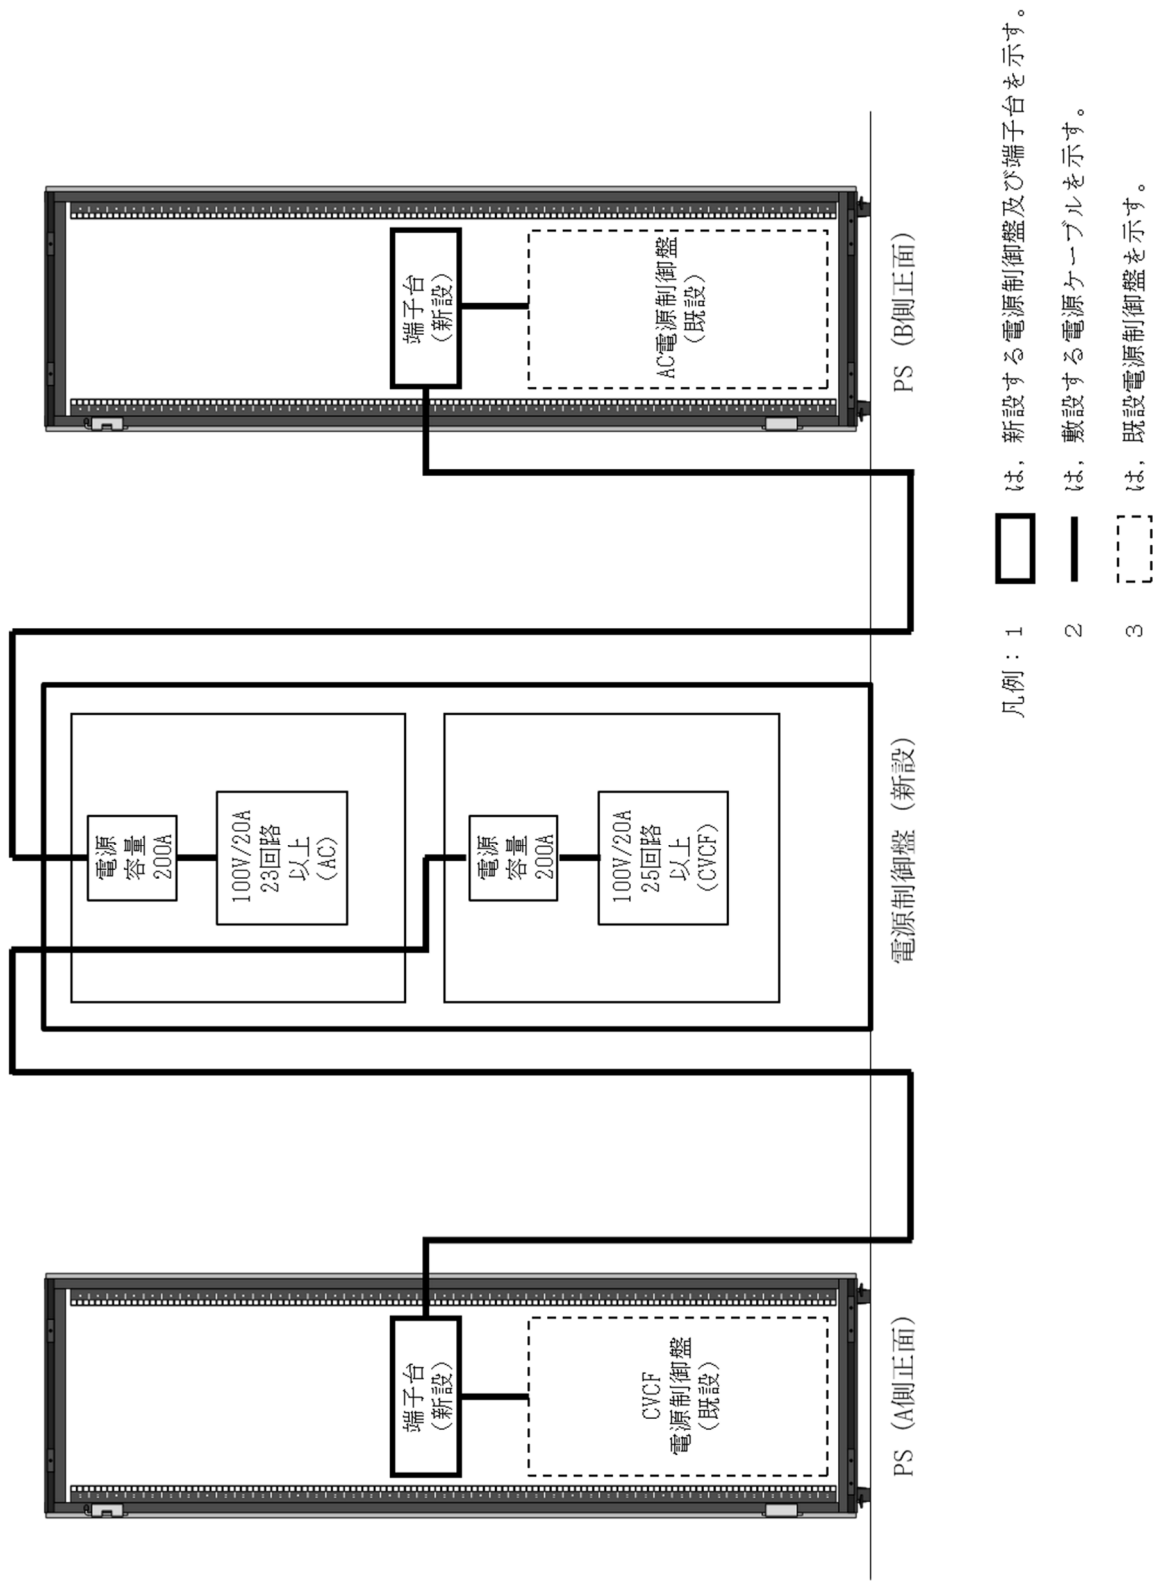 端子台
(新設)
CVCF
電源制御盤
(既設)
PS (A側正面)
電源
容量
200A
100V/20A
23回路
以上
(AC)
電源
容量
200A
100V/20A
25回路
以上
(CVCF)
電源制御盤 (新設)
端子台
(新設)
AC電源制御盤
(既設)
PS (B側正面)
凡例：1 は，新設する電源制御盤及び端子台を示す。
2 は，敷設する電源ケーブルを示す。
3 は，既設電源制御盤を示す。